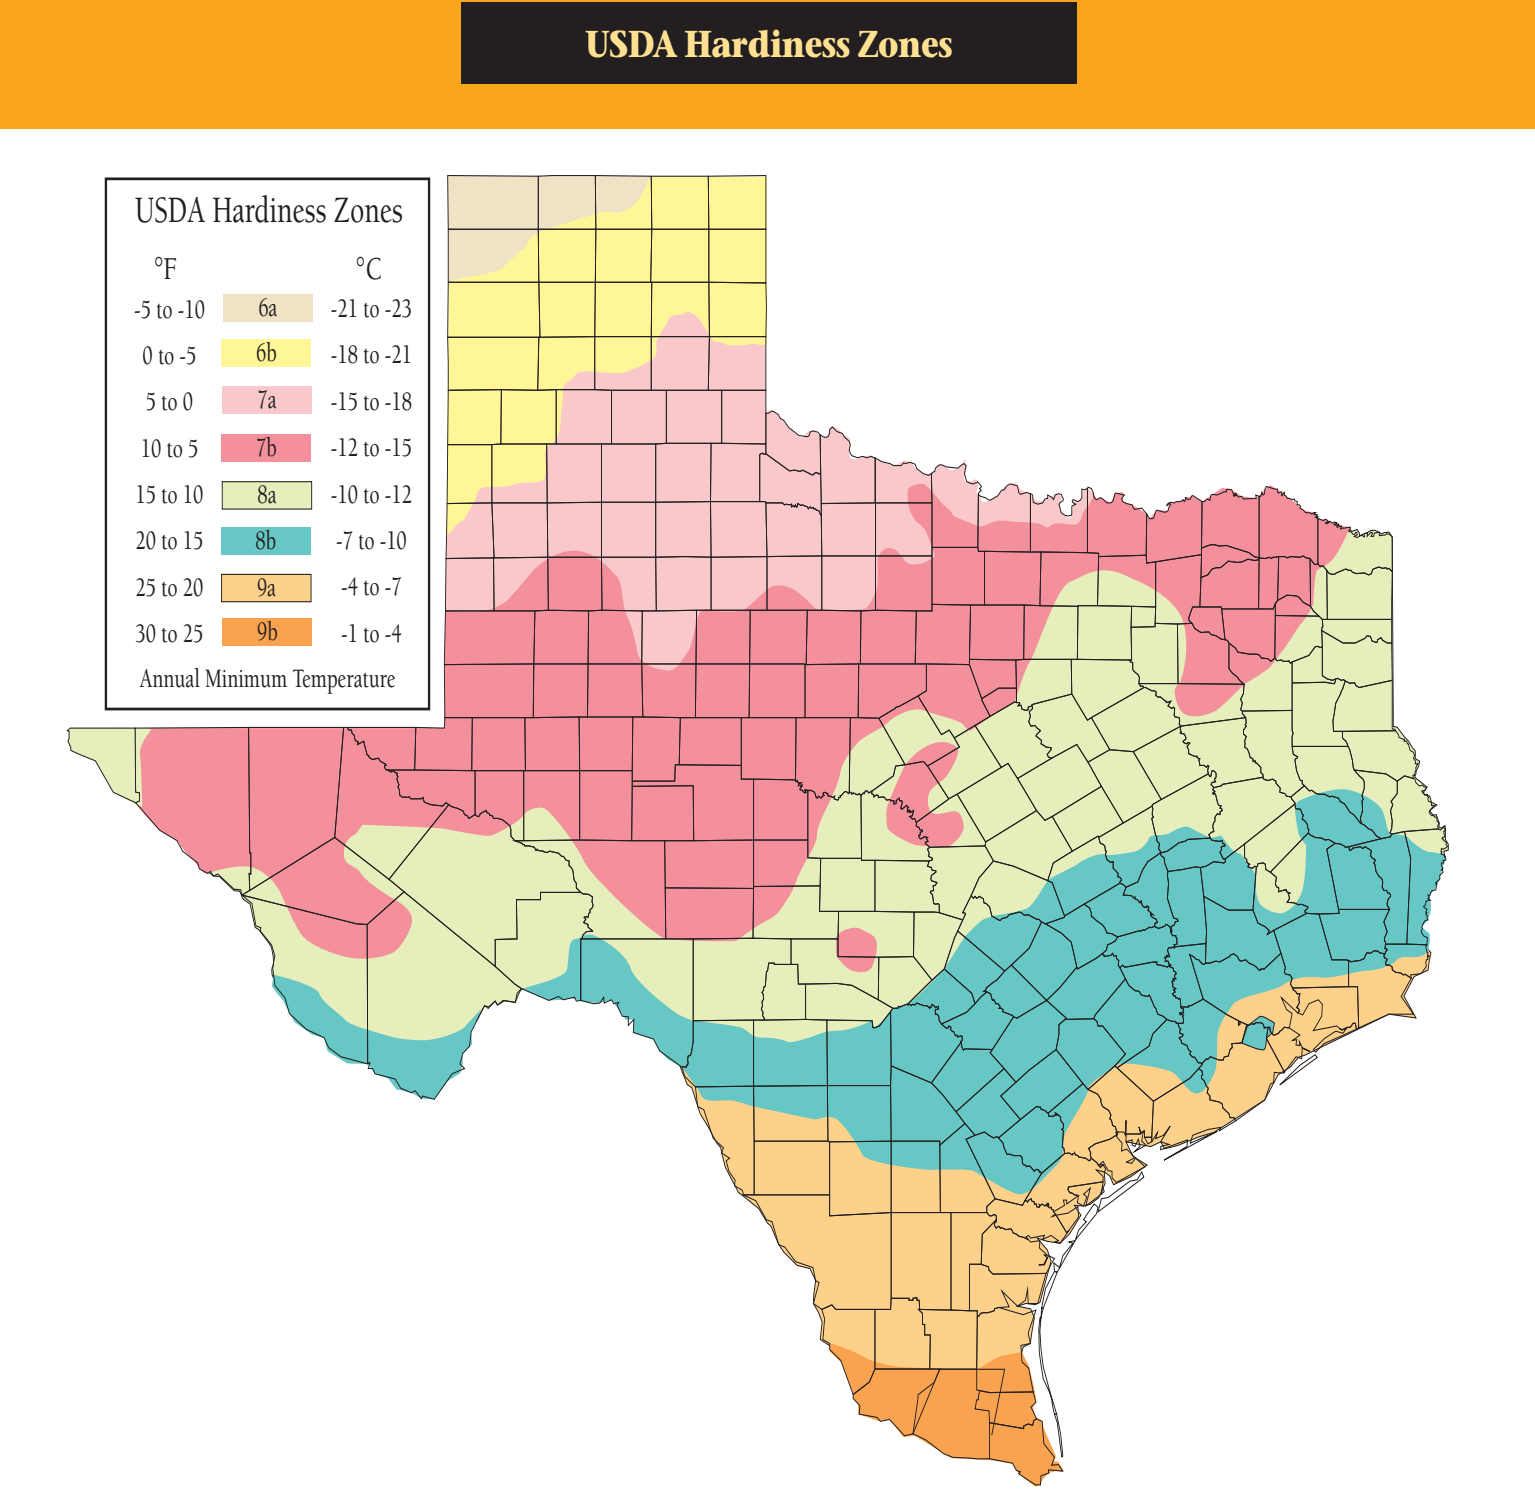 USDA Hardiness Zones
USDA Hardiness Zones
°F °C
-5 to -10 6a -21 to -23
0 to -5 6b -18 to -21
5 to 0 7a -15 to -18
10 to 5 7b -12 to -15
15 to 10 8a -10 to -12
20 to 15 8b -7 to -10
25 to 20 9a -4 to -7
30 to 25 9b -1 to -4
Annual Minimum Temperature